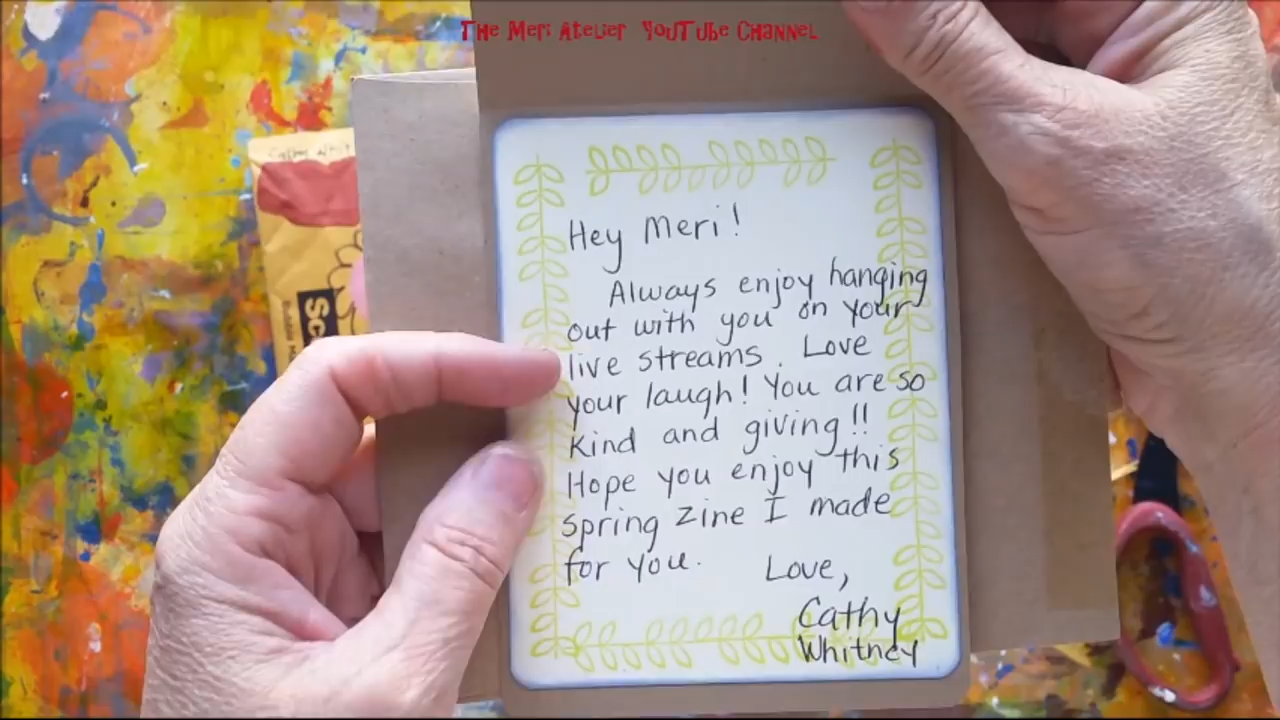 The Meri Atelier YouTube Channel
Hey Meri!
Always enjoy hanging
out with you on your
live streams. Love
your laugh! You are so
kind and giving!!
Hope you enjoy this
spring zine I made
for you. Love,
Cathy
Whitney
Sc